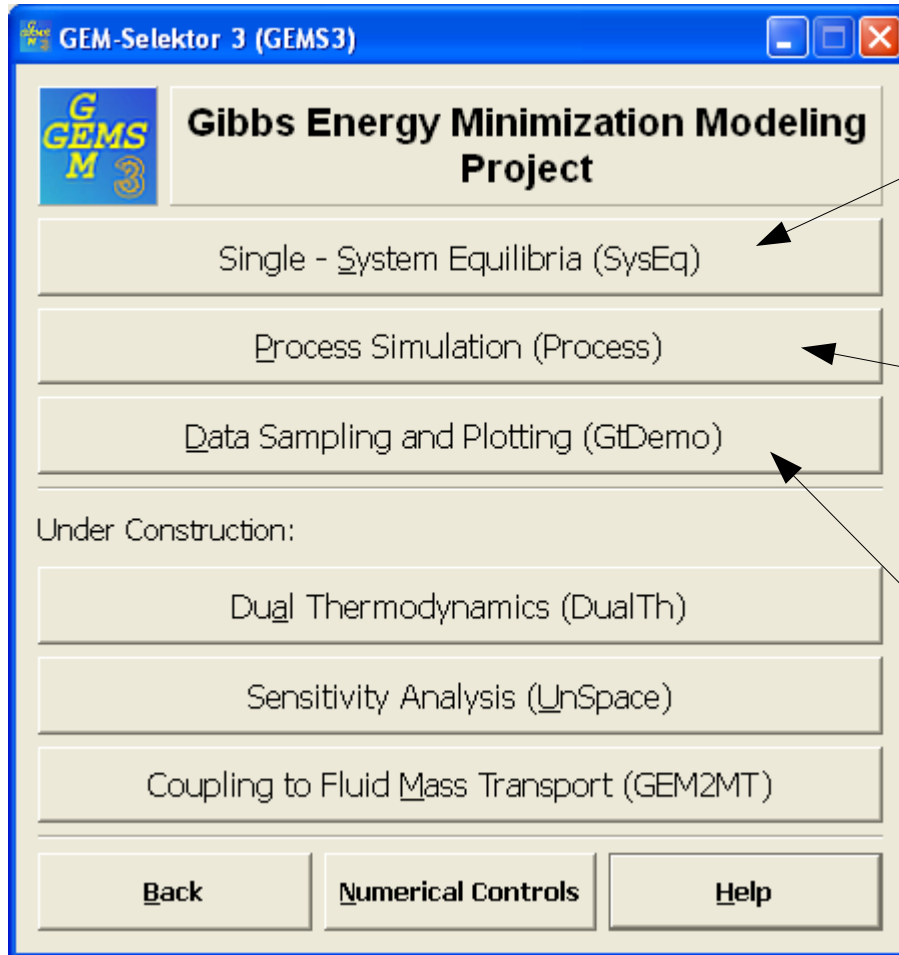 GEM-Selektor 3 (GEMS3)
G
GEMS
M 3
Gibbs Energy Minimization Modeling
Project
Single - System Equilibria (SysEq)
Process Simulation (Process)
Data Sampling and Plotting (GtDemo)
Under Construction:
Dual Thermodynamics (DualTh)
Sensitivity Analysis (UnSpace)
Coupling to Fluid Mass Transport (GEM2MT)
Back
Numerical Controls
Help